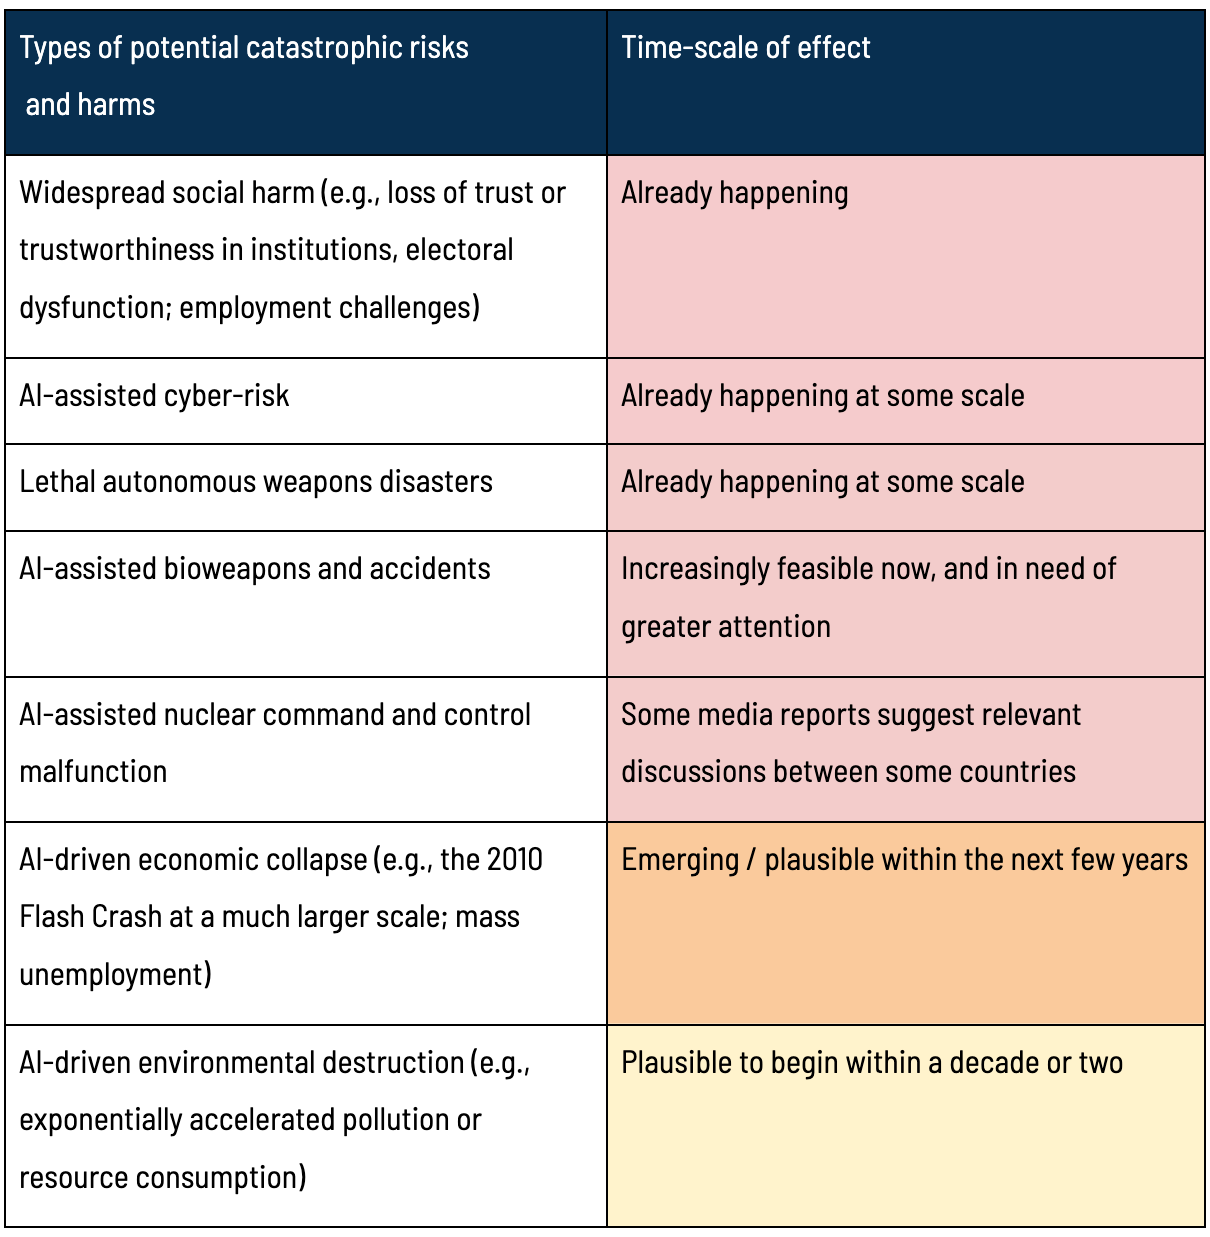 Types of potential catastrophic risks
and harms
Time-scale of effect
Widespread social harm (e.g., loss of trust or
trustworthiness in institutions, electoral
dysfunction; employment challenges)
Already happening
AI-assisted cyber-risk
Already happening at some scale
Lethal autonomous weapons disasters
Already happening at some scale
AI-assisted bioweapons and accidents
Increasingly feasible now, and in need of
greater attention
AI-assisted nuclear command and control
malfunction
Some media reports suggest relevant
discussions between some countries
AI-driven economic collapse (e.g., the 2010
Flash Crash at a much larger scale; mass
unemployment)
Emerging / plausible within the next few years
AI-driven environmental destruction (e.g.,
exponentially accelerated pollution or
resource consumption)
Plausible to begin within a decade or two